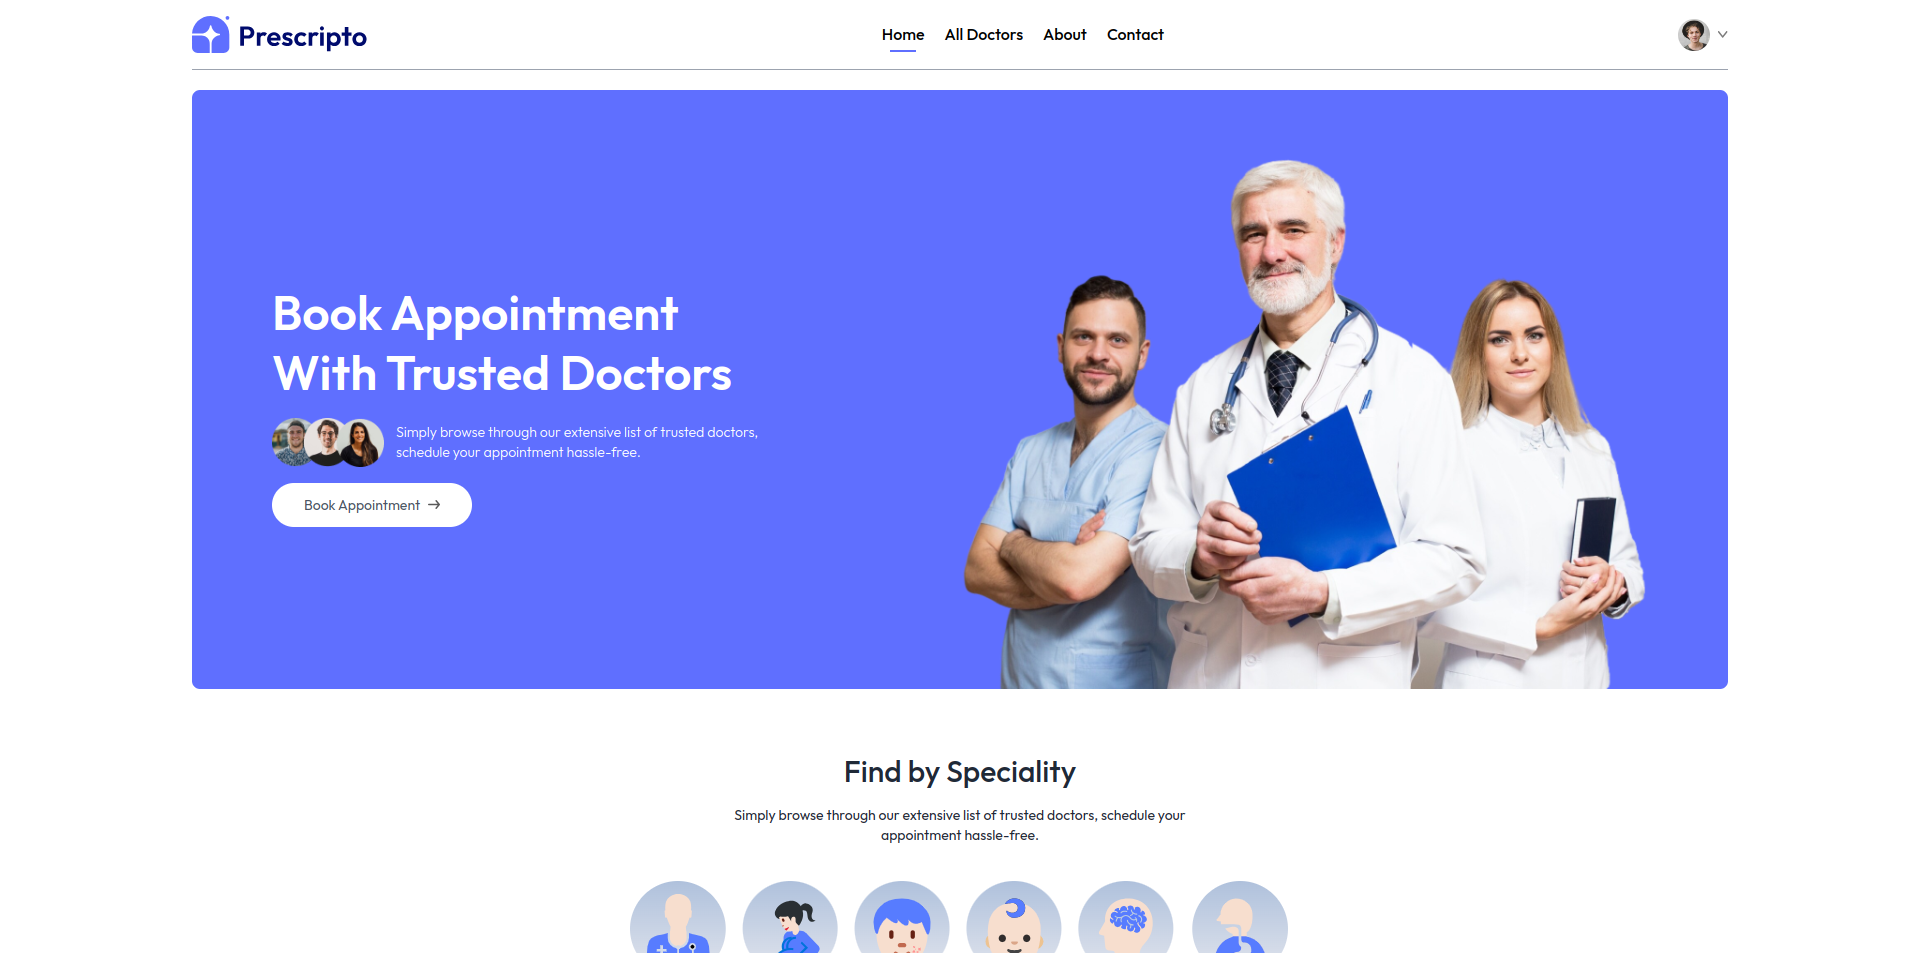 Prescripto
Home
All Doctors
About
Contact
Book Appointment
With Trusted Doctors
Simply browse through our extensive list of trusted doctors,
schedule your appointment hassle-free.
Book Appointment →
Find by Speciality
Simply browse through our extensive list of trusted doctors, schedule your
appointment hassle-free.